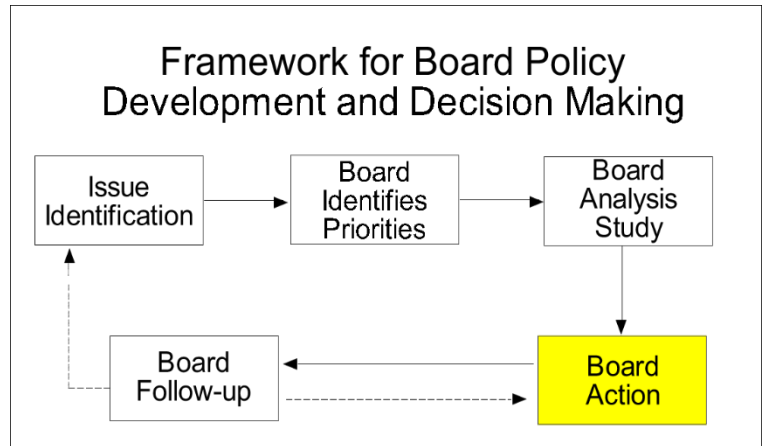 Framework for Board Policy
Development and Decision Making
Issue
Identification
Board
Identifies
Priorities
Board
Analysis
Study
Board
Follow-up
Board
Action